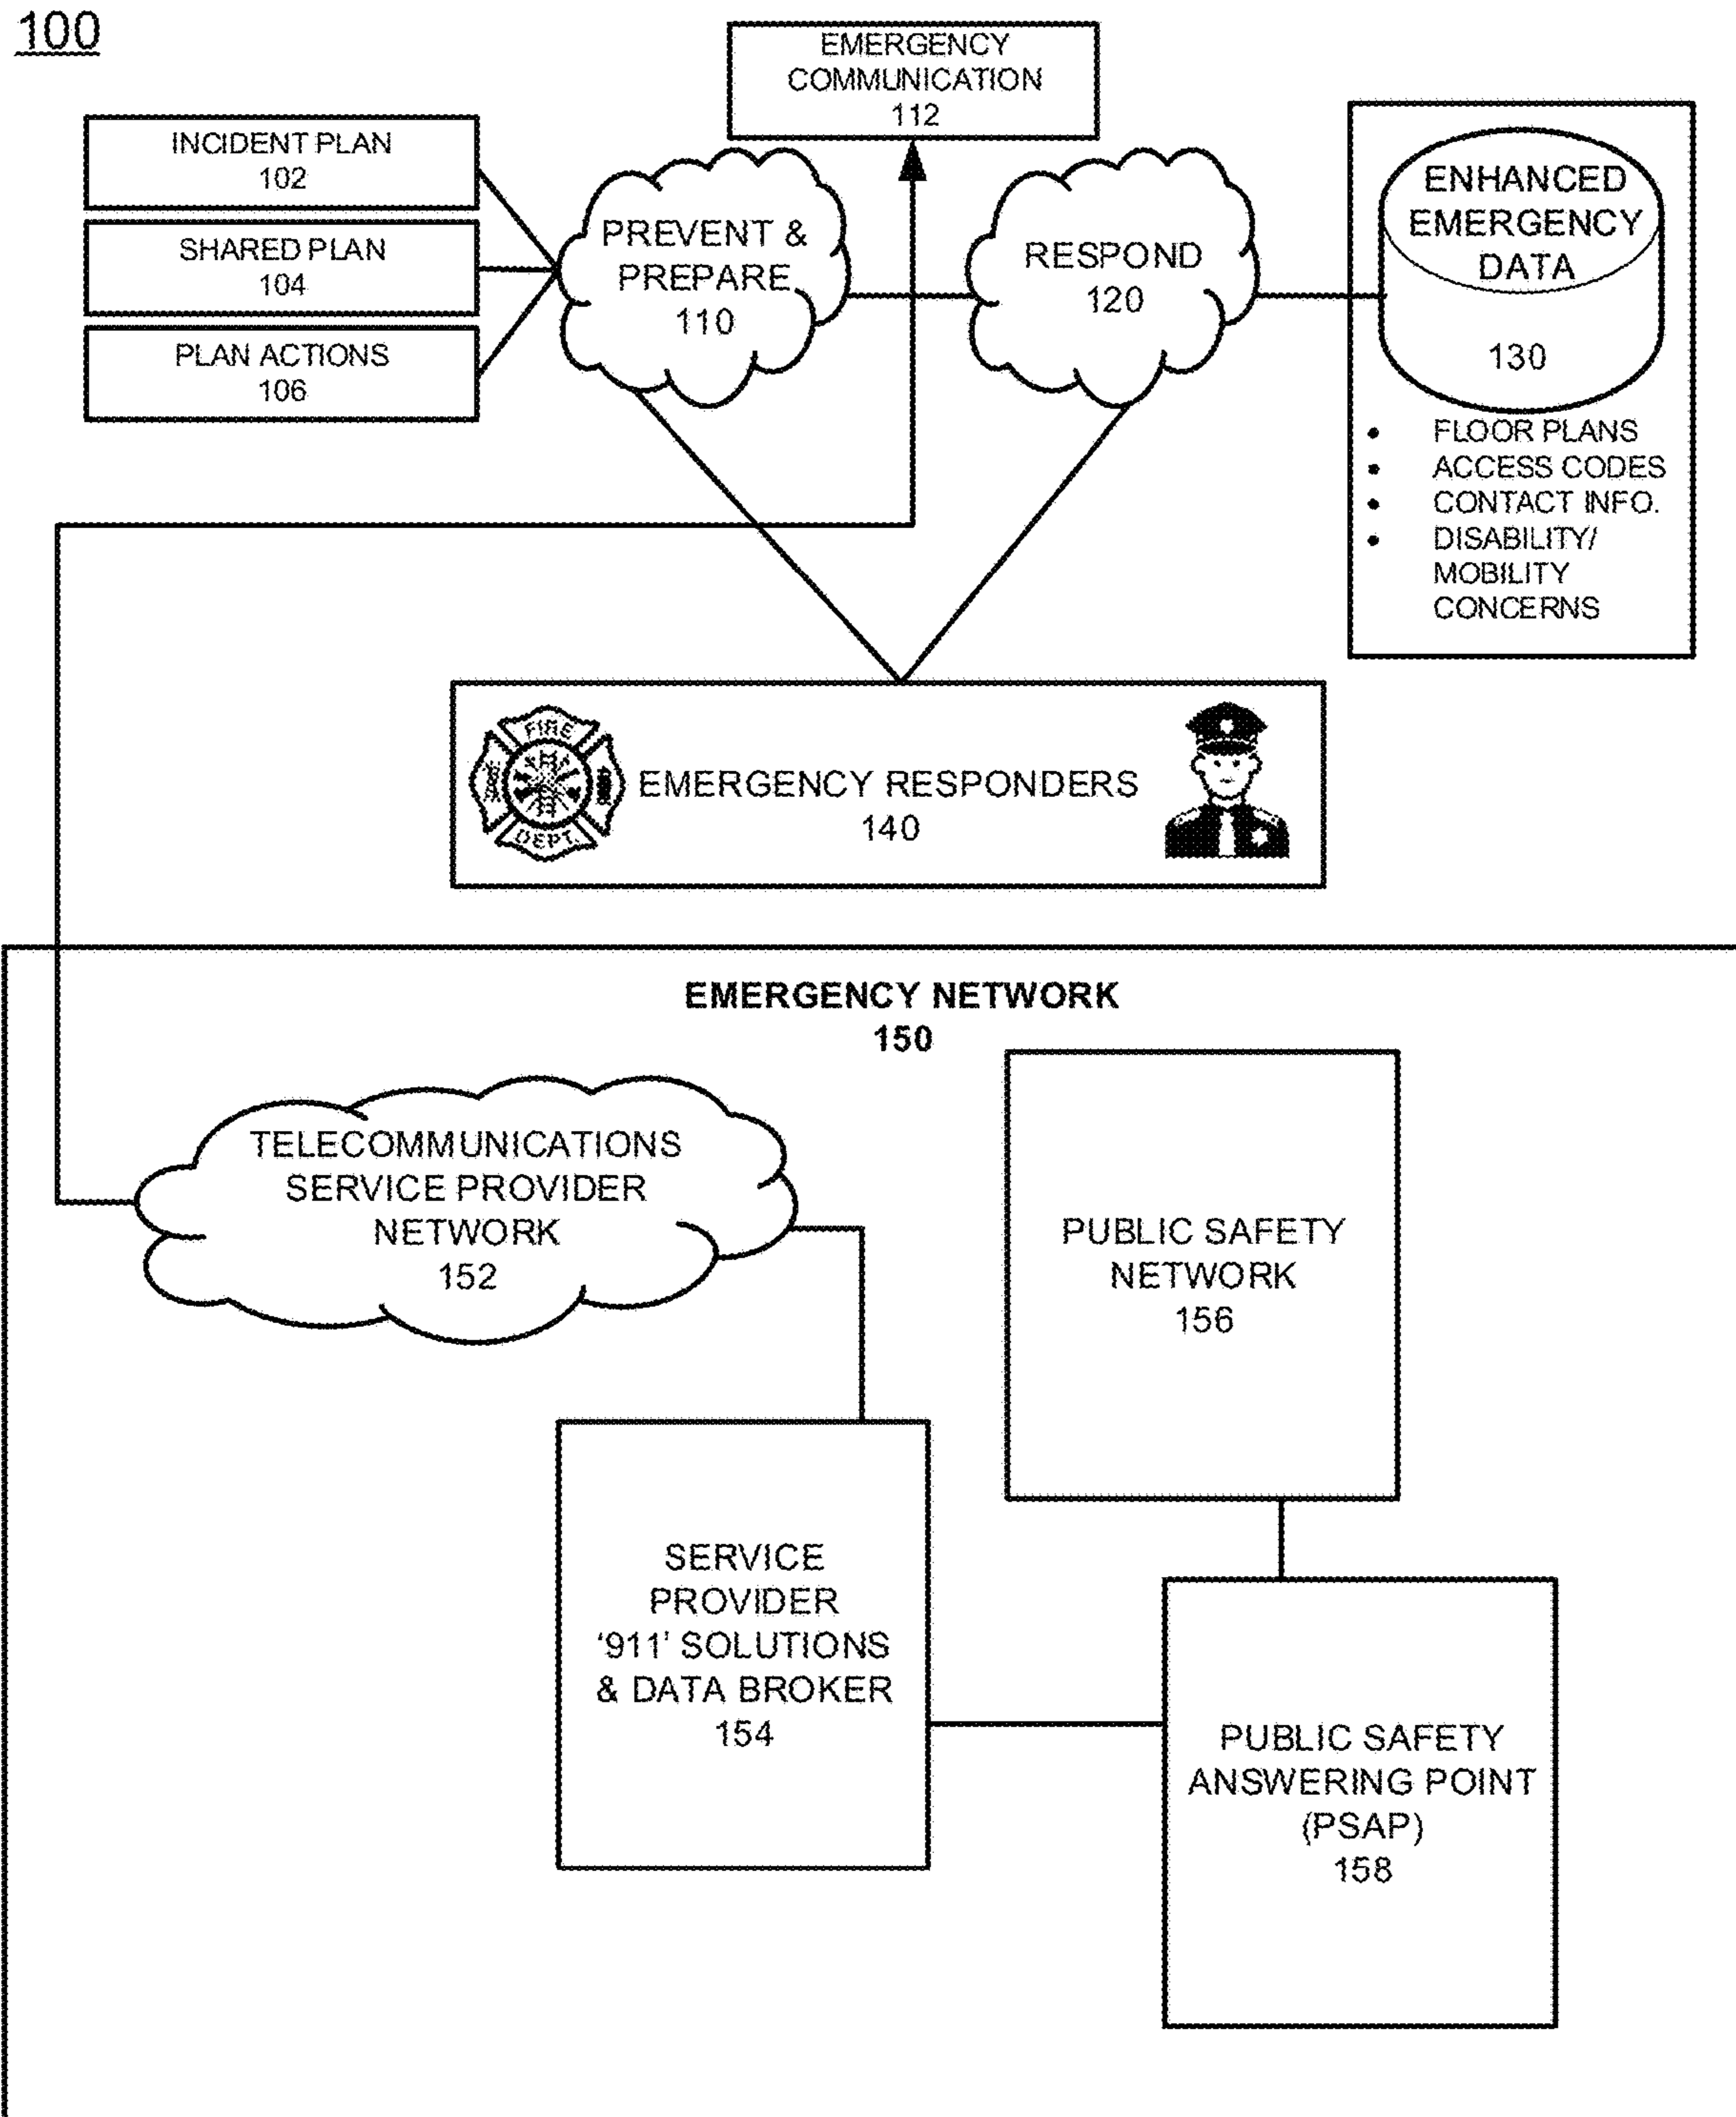 100
EMERGENCY
COMMUNICATION
112
INCIDENT PLAN
102
SHARED PLAN
104
PLAN ACTIONS
106
PREVENT &
PREPARE
110
RESPOND
120
ENHANCED
EMERGENCY
DATA
130
• FLOOR PLANS
• ACCESS CODES
• CONTACT INFO.
• DISABILITY/
MOBILITY
CONCERNS
FIRE
DEPT.
EMERGENCY RESPONDERS
140
EMERGENCY NETWORK
150
TELECOMMUNICATIONS
SERVICE PROVIDER
NETWORK
152
PUBLIC SAFETY
NETWORK
156
SERVICE
PROVIDER
‘911’ SOLUTIONS
& DATA BROKER
154
PUBLIC SAFETY
ANSWERING POINT
(PSAP)
158